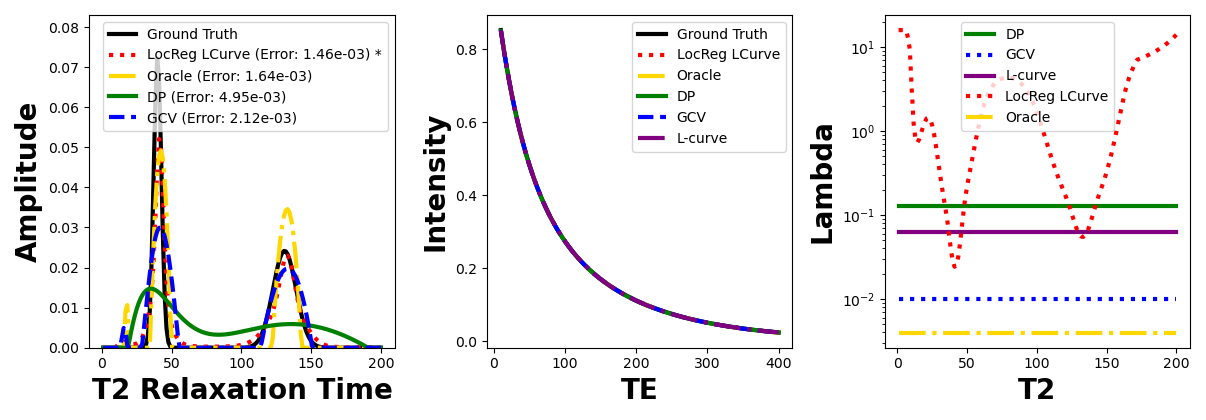 Amplitude
0.08
0.07
0.06
0.05
0.04
0.03
0.02
0.01
0.00
Ground Truth
LocReg LCurve (Error: 1.46e-03) *
Oracle (Error: 1.64e-03)
DP (Error: 4.95e-03)
GCV (Error: 2.12e-03)
0 50 100 150 200
T2 Relaxation Time
Intensity
0.8
0.6
0.4
0.2
0.0
Ground Truth
LocReg LCurve
Oracle
DP
GCV
L-curve
0 100 200 300 400
TE
Lambda
10¹
10⁰
10⁻¹
10⁻²
DP
GCV
L-curve
LocReg LCurve
Oracle
0 50 100 150 200
T2